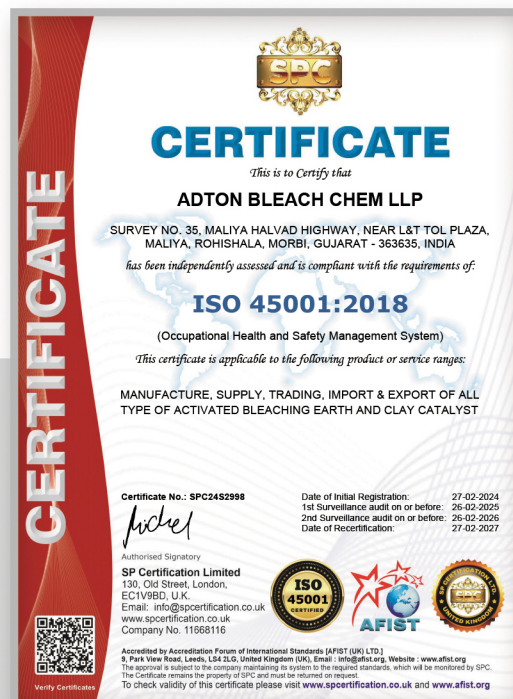 SPC
CERTIFICATE
This is to Certify that
ADTON BLEACH CHEM LLP
SURVEY NO. 35, MALIYA HALVAD HIGHWAY, NEAR L&T TOL PLAZA,
MALIYA, ROHISHALA, MORBI, GUJARAT - 363635, INDIA
has been independently assessed and is compliant with the requirements of:
ISO 45001:2018
(Occupational Health and Safety Management System)
This certificate is applicable to the following product or service ranges:
MANUFACTURE, SUPPLY, TRADING, IMPORT & EXPORT OF ALL
TYPE OF ACTIVATED BLEACHING EARTH AND CLAY CATALYST
CERTIFICATE
Certificate No.: SPC24S2998
Authorised Signatory
SP Certification Limited
130, Old Street, London,
EC1V9BD, U.K.
Email: info@spcertification.co.uk
www.spcertification.co.uk
Company No. 11668116
Date of Initial Registration: 27-02-2024
1st Surveillance audit on or before: 26-02-2025
2nd Surveillance audit on or before: 26-02-2026
Date of Recertification: 27-02-2027
ISO
45001
CERTIFIED
AFIST
SP CERTIFICATION LTD.
SPC
UNITED KINGDOM
Verify Certificates
Accredited by Accreditation Forum of International Standards [AFIST (UK) LTD.]
9, Park View Road, Leeds, LS4 2LG, United Kingdom (UK), Email : info@afist.org, Website : www.afist.org
The approval is subject to the company maintaining its system to the required standards, which will be monitored by SPC.
The Certificate remains the property of SPC and must be returned on request.
To check validity of this certificate please visit www.spcertification.co.uk and www.afist.org